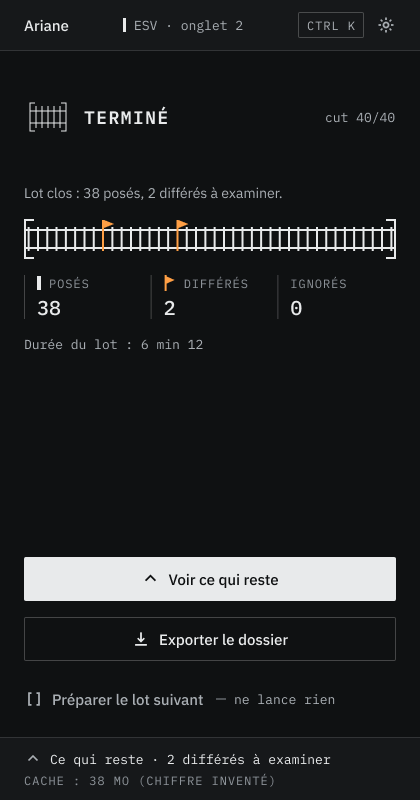 Ariane
ESV · onglet 2
CTRL K
TERMINÉ
cut 40/40
Lot clos : 38 posés, 2 différés à examiner.
POSÉS
DIFFÉRÉS
IGNORÉS
38
2
0
Durée du lot : 6 min 12
Voir ce qui reste
Exporter le dossier
[ ] Préparer le lot suivant — ne lance rien
Ce qui reste · 2 différés à examiner
CACHE : 38 MO (CHIFFRE INVENTÉ)